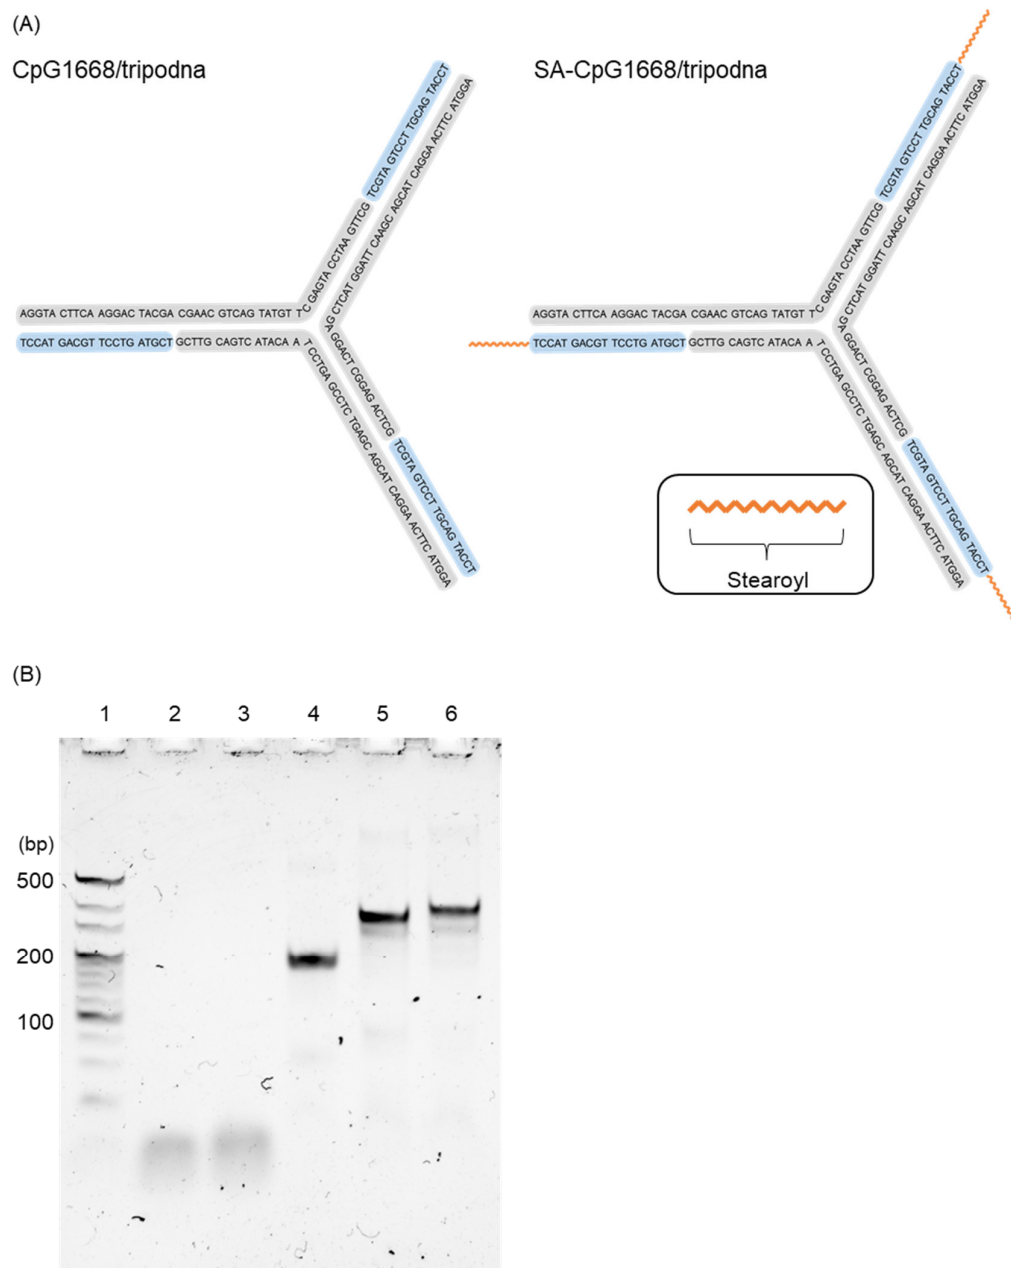 (A)
CpG1668/tripodna
SA-CpG1668/tripodna
TCGTA GTCCT TGCAG TACCT
C GAGTA CCTAA GTTCG
AG CTCAT GGATT CAAGC AGCAT CAGGA ACTTC ATGGA
AGGTA CTTCA AGGAC TACGA CGAAC GTCAG TATGT T
TCCAT GACGT TCCTG ATGCT GCTTG CAGTC ATACA A
T CCTGA GCCTC TGAGC AGCAT CAGGA ACTTC ATGGA
GGACT CGGAG ACTCG
TCGTA GTCCT TGCAG TACCT
TCGTA GTCCT TGCAG TACCT
C GAGTA CCTAA GTTCG
AG CTCAT GGATT CAAGC AGCAT CAGGA ACTTC ATGGA
AGGTA CTTCA AGGAC TACGA CGAAC GTCAG TATGT T
TCCAT GACGT TCCTG ATGCT GCTTG CAGTC ATACA A
T CCTGA GCCTC TGAGC AGCAT CAGGA ACTTC ATGGA
GGACT CGGAG ACTCG
TCGTA GTCCT TGCAG TACCT
Stearoyl
(B)
1 2 3 4 5 6
(bp)
500
200
100